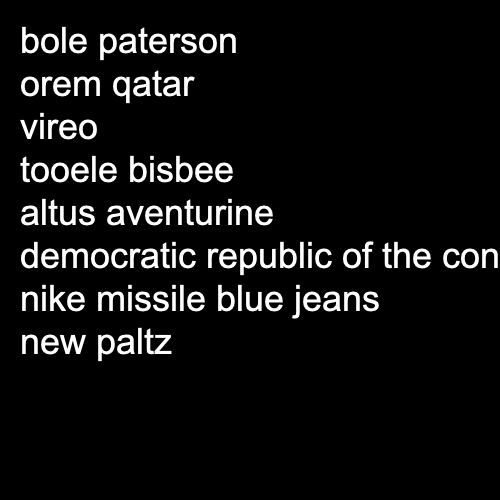 bole paterson
orem qatar
vireo
tooele bisbee
altus aventurine
democratic republic of the con
nike missile blue jeans
new paltz